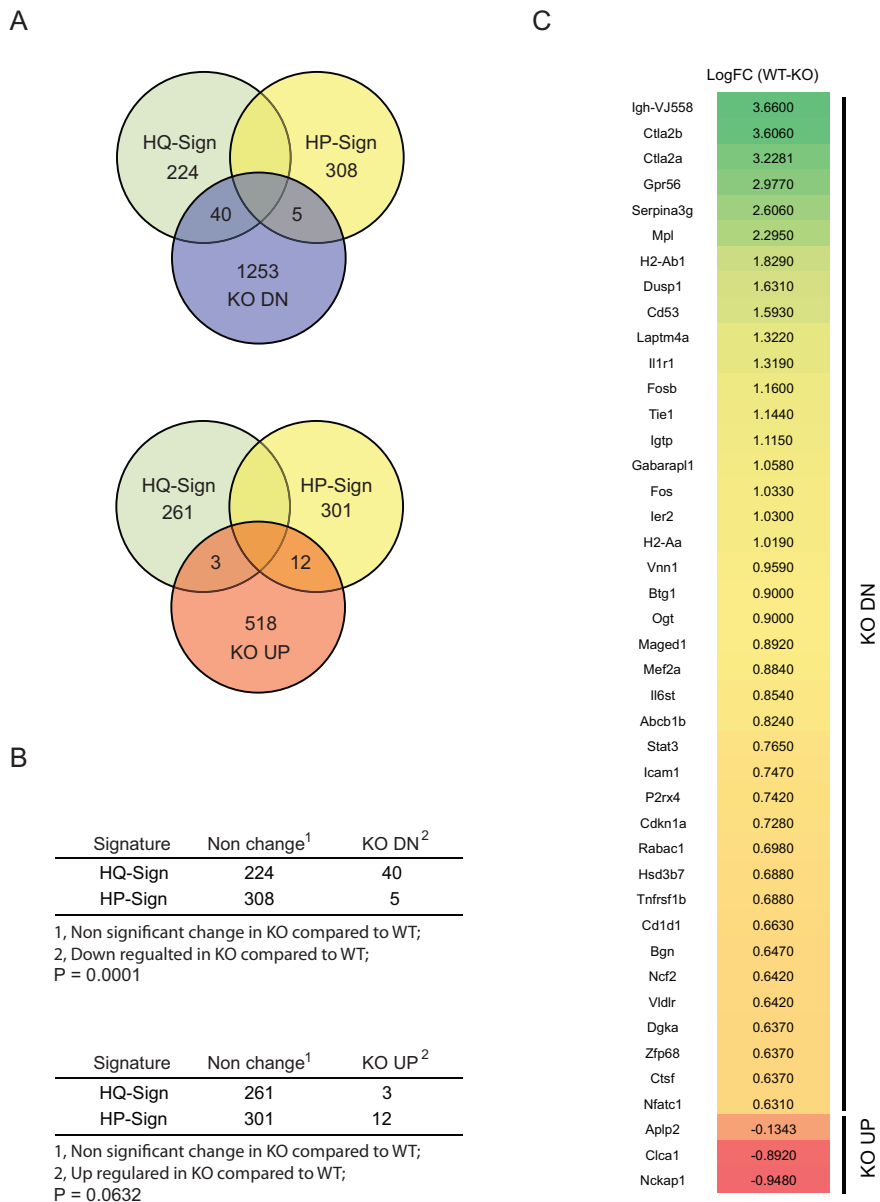 A
HQ-Sign
224
HP-Sign
308
40
5
1253
KO DN
HQ-Sign
261
HP-Sign
301
3
12
518
KO UP
B
Signature Non change1 KO DN2
HQ-Sign 224 40
HP-Sign 308 5
1, Non significant change in KO compared to WT;
2, Down regualted in KO compared to WT;
P = 0.0001
Signature Non change1 KO UP2
HQ-Sign 261 3
HP-Sign 301 12
1, Non significant change in KO compared to WT;
2, Up regulared in KO compared to WT;
P = 0.0632
C
LogFC (WT-KO)
Igh-VJ558 3.6600
Ctla2b 3.6060
Ctla2a 3.2281
Gpr56 2.9770
Serpina3g 2.6060
Mpl 2.2950
H2-Ab1 1.8290
Dusp1 1.6310
Cd53 1.5930
Laptm4a 1.3220
Il1r1 1.3190
Fosb 1.1600
Tie1 1.1440
Igtp 1.1150
Gabarapl1 1.0580
Fos 1.0330
Ier2 1.0300
H2-Aa 1.0190
Vnn1 0.9590
Btg1 0.9000
Ogt 0.9000
Maged1 0.8920
Mef2a 0.8840
Il6st 0.8540
Abcb1b 0.8240
Stat3 0.7650
Icam1 0.7470
P2rx4 0.7420
Cdkn1a 0.7280
Rabac1 0.6980
Hsd3b7 0.6880
Tnfrsf1b 0.6880
Cd1d1 0.6630
Bgn 0.6470
Ncf2 0.6420
Vldlr 0.6420
Dgka 0.6370
Zfp68 0.6370
Ctsf 0.6370
Nfatc1 0.6310
Aplp2 -0.1343
Clca1 -0.8920
Nckap1 -0.9480
KO DN
KO UP